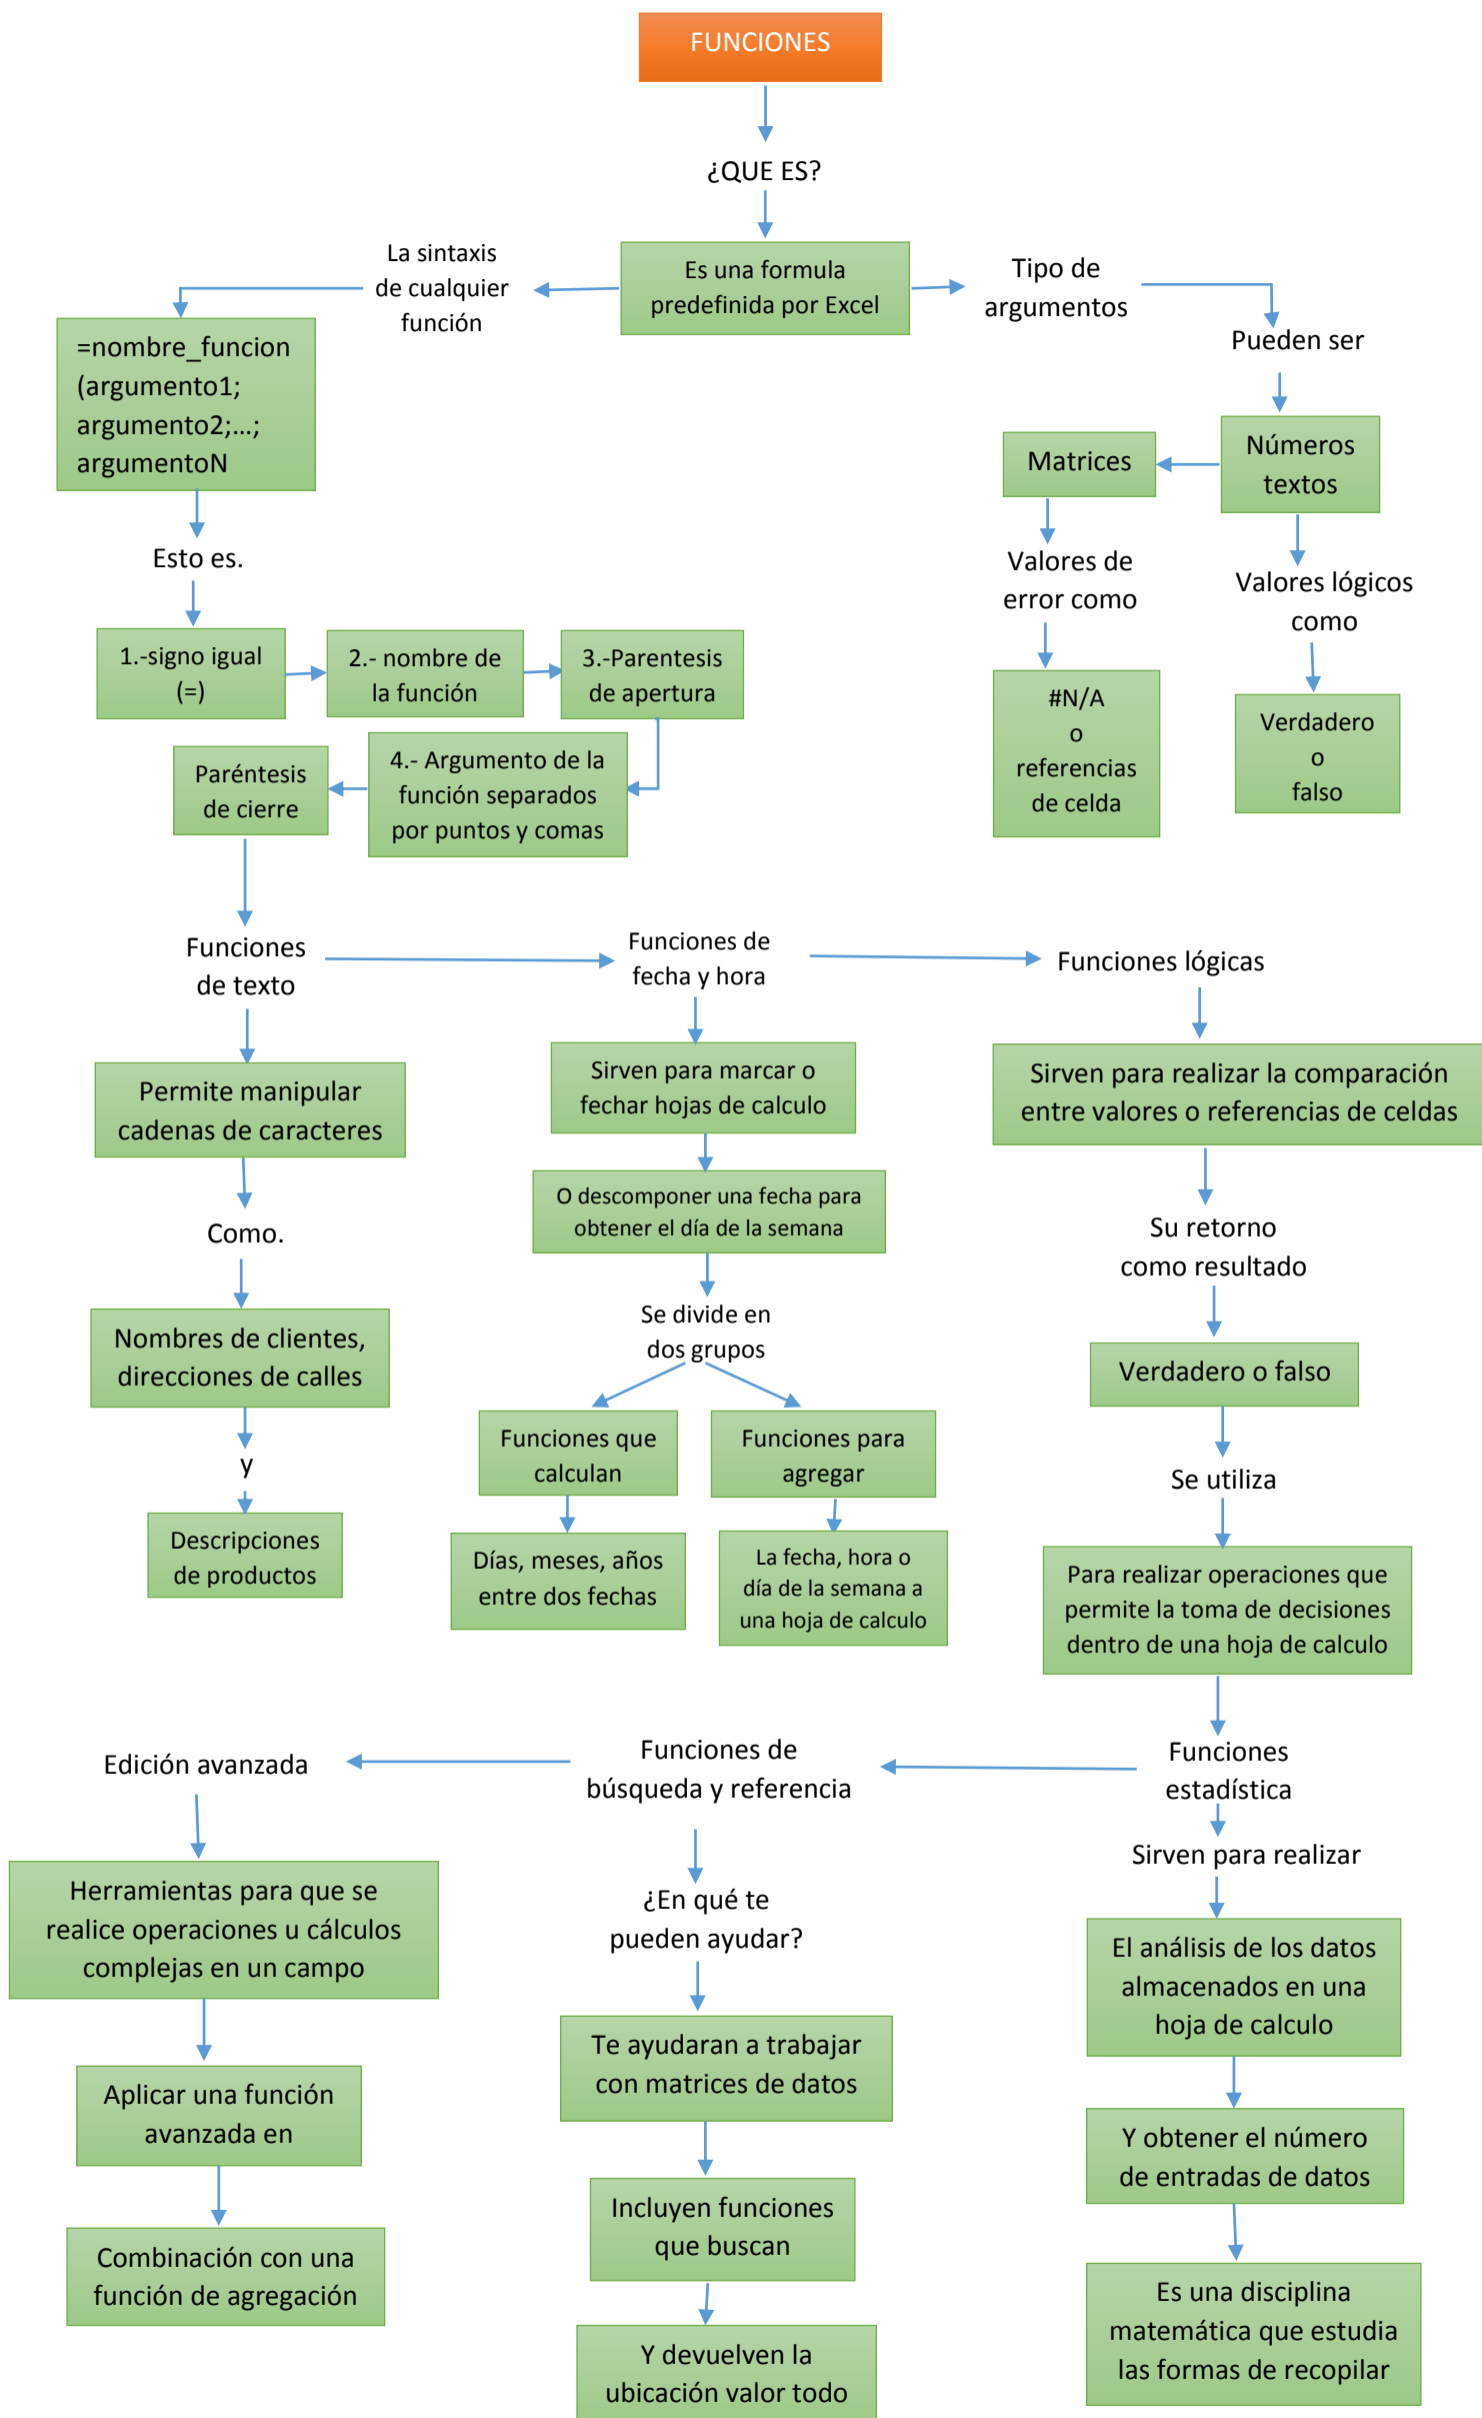 FUNCIONES
¿QUE ES?
La sintaxis
de cualquier
función
Es una formula
predefinida por Excel
Tipo de
argumentos
Pueden ser
=nombre_funcion
(argumento1;
argumento2;...;
argumentoN
Matrices
Números
textos
Esto es.
Valores de
error como
Valores lógicos
como
1.-signo igual
(=)
2.- nombre de
la función
3.-Parentesis
de apertura
#N/A
o
referencias
de celda
Verdadero
o
falso
Paréntesis
de cierre
4.- Argumento de la
función separados
por puntos y comas
Funciones
de texto
Funciones de
fecha y hora
Funciones lógicas
Permite manipular
cadenas de caracteres
Sirven para marcar o
fechar hojas de calculo
Sirven para realizar la comparación
entre valores o referencias de celdas
Como.
O descomponer una fecha para
obtener el día de la semana
Su retorno
como resultado
Nombres de clientes,
direcciones de calles
Se divide en
dos grupos
Verdadero o falso
y
Funciones que
calculan
Funciones para
agregar
Se utiliza
Descripciones
de productos
Días, meses, años
entre dos fechas
La fecha, hora o
día de la semana a
una hoja de calculo
Para realizar operaciones que
permite la toma de decisiones
dentro de una hoja de calculo
Edición avanzada
Funciones de
búsqueda y referencia
Funciones
estadística
Sirven para realizar
Herramientas para que se
realice operaciones u cálculos
complejas en un campo
¿En qué te
pueden ayudar?
El análisis de los datos
almacenados en una
hoja de calculo
Aplicar una función
avanzada en
Te ayudaran a trabajar
con matrices de datos
Y obtener el número
de entradas de datos
Combinación con una
función de agregación
Incluyen funciones
que buscan
Es una disciplina
matemática que estudia
las formas de recopilar
Y devuelven la
ubicación valor todo